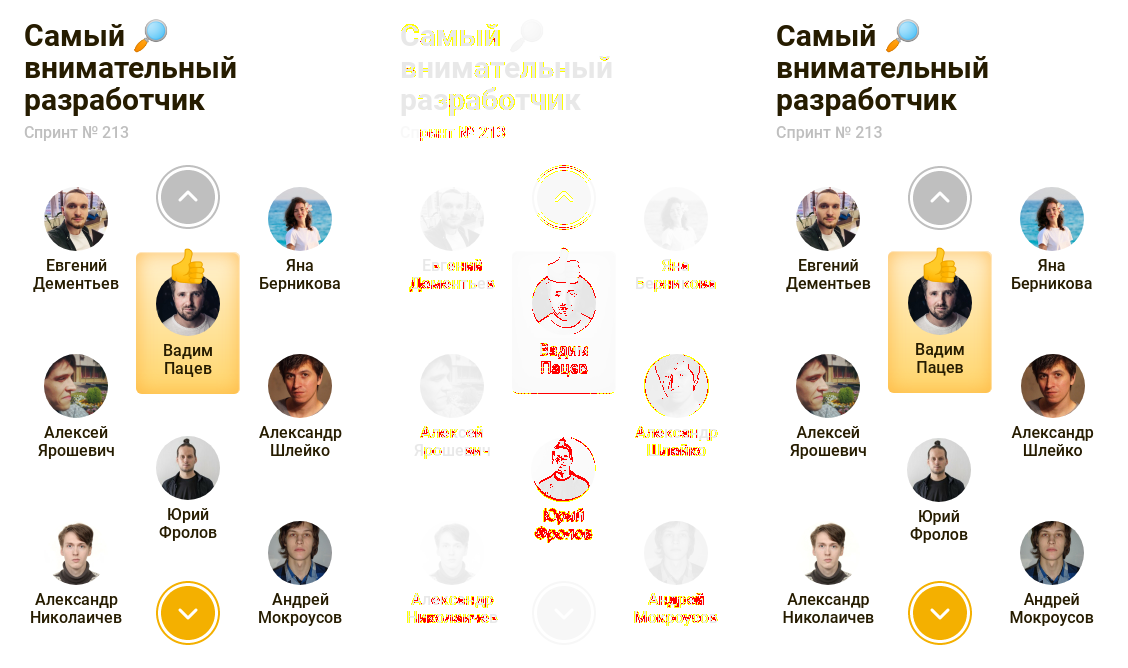 Самый 🔎
внимательный
разработчик
Спринт № 213
Евгений
Дементьев
Яна
Берникова
Вадим
Пацев
Алексей
Ярошевич
Александр
Шлейко
Юрий
Фролов
Александр
Николаичев
Андрей
Мокроусов
Самый
внимательный
разработчик
Спринт № 213
Евгений
Дементьев
Яна
Берникова
Вадим
Пацев
Алексей
Ярошевич
Александр
Шлейко
Юрий
Фролов
Александр
Николаичев
Андрей
Мокроусов
Самый 🔎
внимательный
разработчик
Спринт № 213
Евгений
Дементьев
Яна
Берникова
Вадим
Пацев
Алексей
Ярошевич
Александр
Шлейко
Юрий
Фролов
Александр
Николаичев
Андрей
Мокроусов